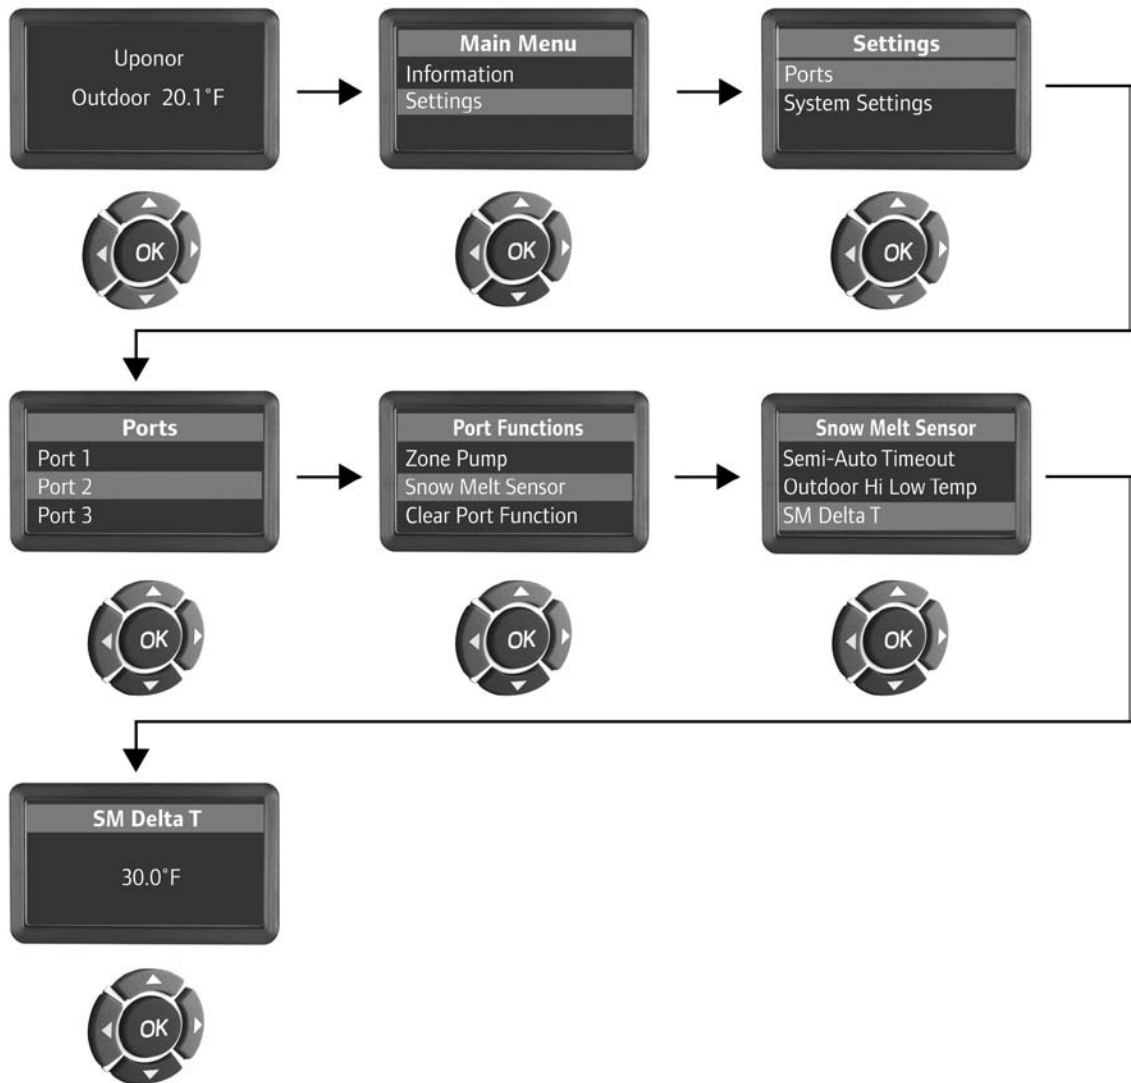 Uponor
Outdoor 20.1°F
Main Menu
Information
Settings
Settings
Ports
System Settings
OK
OK
OK
Ports
Port 1
Port 2
Port 3
Port Functions
Zone Pump
Snow Melt Sensor
Clear Port Function
Snow Melt Sensor
Semi-Auto Timeout
Outdoor Hi Low Temp
SM Delta T
OK
OK
OK
SM Delta T
30.0°F
OK